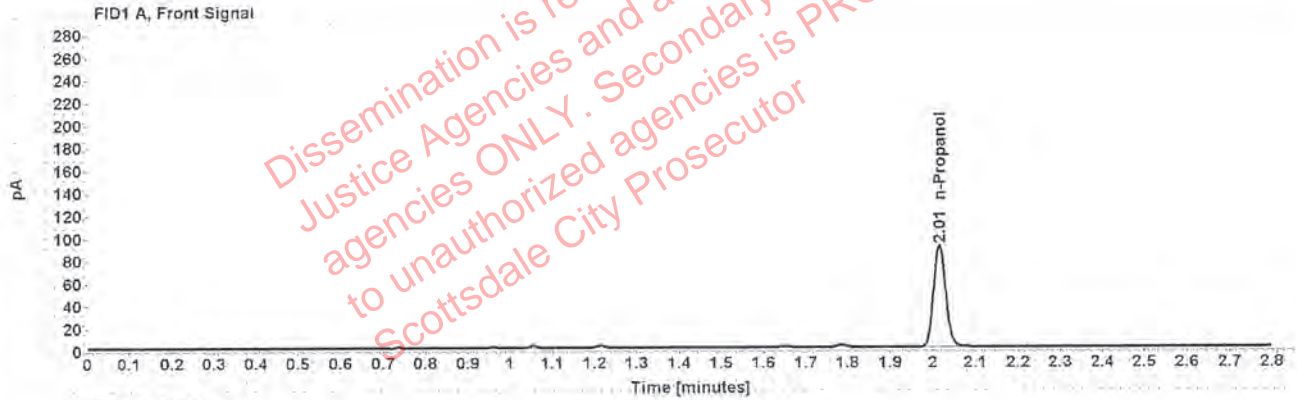 FID1 A, Front Signal
280
260
240
220
200
180
160
140
120
100
80
60
40
20
0
pA
2.01 n-Propanol
0 0.1 0.2 0.3 0.4 0.5 0.6 0.7 0.8 0.9 1 1.1 1.2 1.3 1.4 1.5 1.6 1.7 1.8 1.9 2 2.1 2.2 2.3 2.4 2.5 2.6 2.7 2.8
Time [minutes]
Dissemination is
Justice Agencies and
agencies ONLY. Secondary
to unauthorized agencies is
Scottsdale City Prosecutor